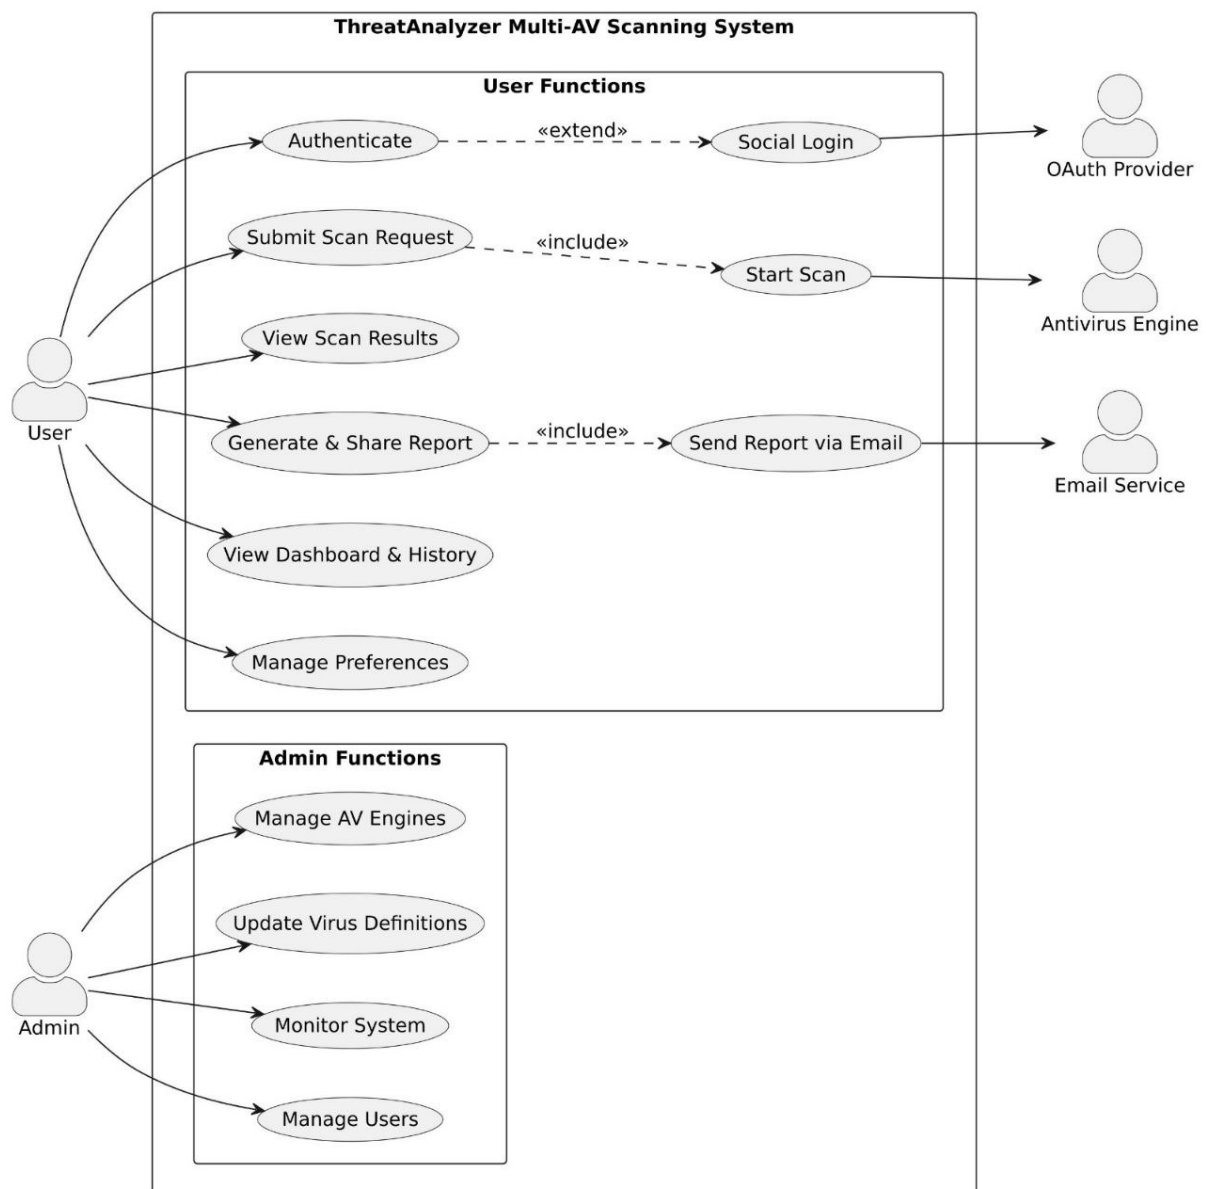 ThreatAnalyzer Multi-AV Scanning System
User Functions
Authenticate
«extend»
Social Login
OAuth Provider
Submit Scan Request
«include»
Start Scan
Antivirus Engine
View Scan Results
User
Generate & Share Report
«include»
Send Report via Email
Email Service
View Dashboard & History
Manage Preferences
Admin Functions
Manage AV Engines
Update Virus Definitions
Admin
Monitor System
Manage Users